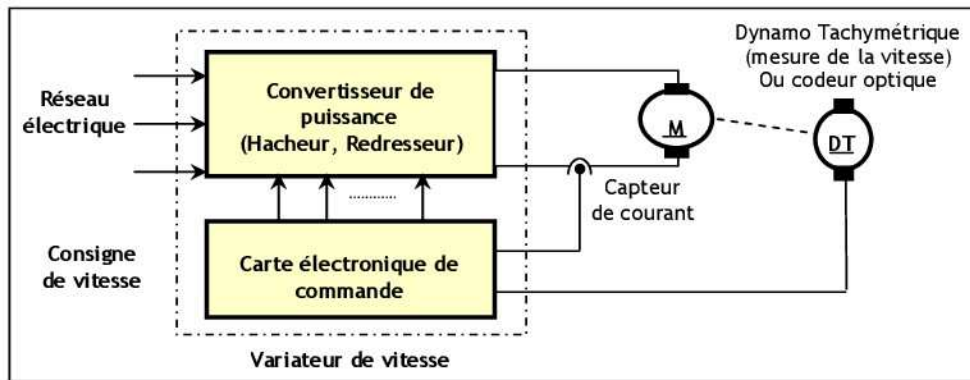 Dynamo Tachymétrique
(mesure de la vitesse)
Ou codeur optique
Réseau
électrique
Convertisseur de
puissance
(Hacheur, Redresseur)
M
DT
Capteur
de courant
Consigne
de vitesse
Carte électronique de
commande
Variateur de vitesse